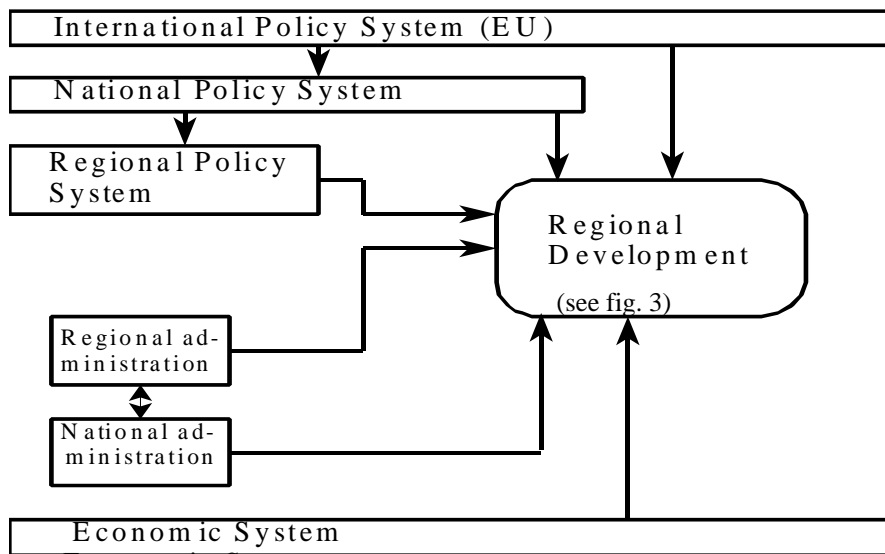 International Policy System (EU)
National Policy System
Regional Policy
System
Regional
Development
(see fig. 3)
Regional ad-
ministration
National ad-
ministration
Economic System